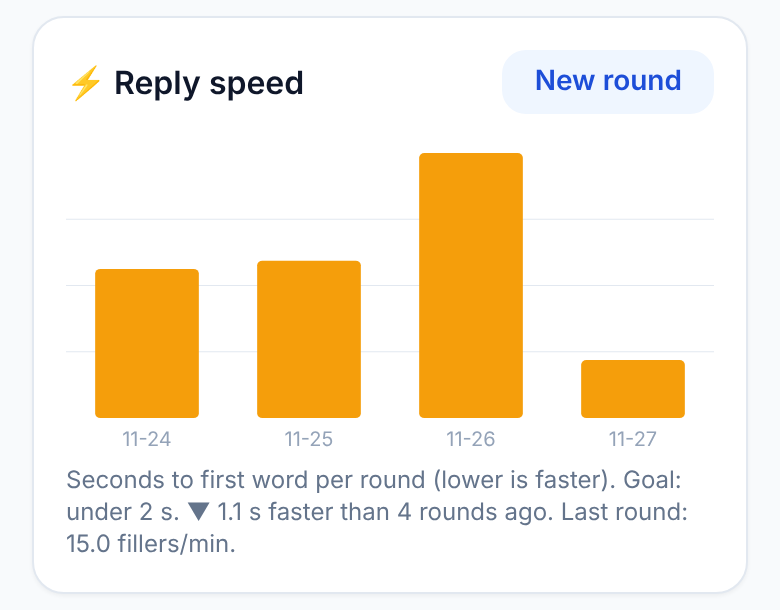 ⚡ Reply speed
New round
11-24
11-25
11-26
11-27
Seconds to first word per round (lower is faster). Goal:
under 2 s. ▼ 1.1 s faster than 4 rounds ago. Last round:
15.0 fillers/min.